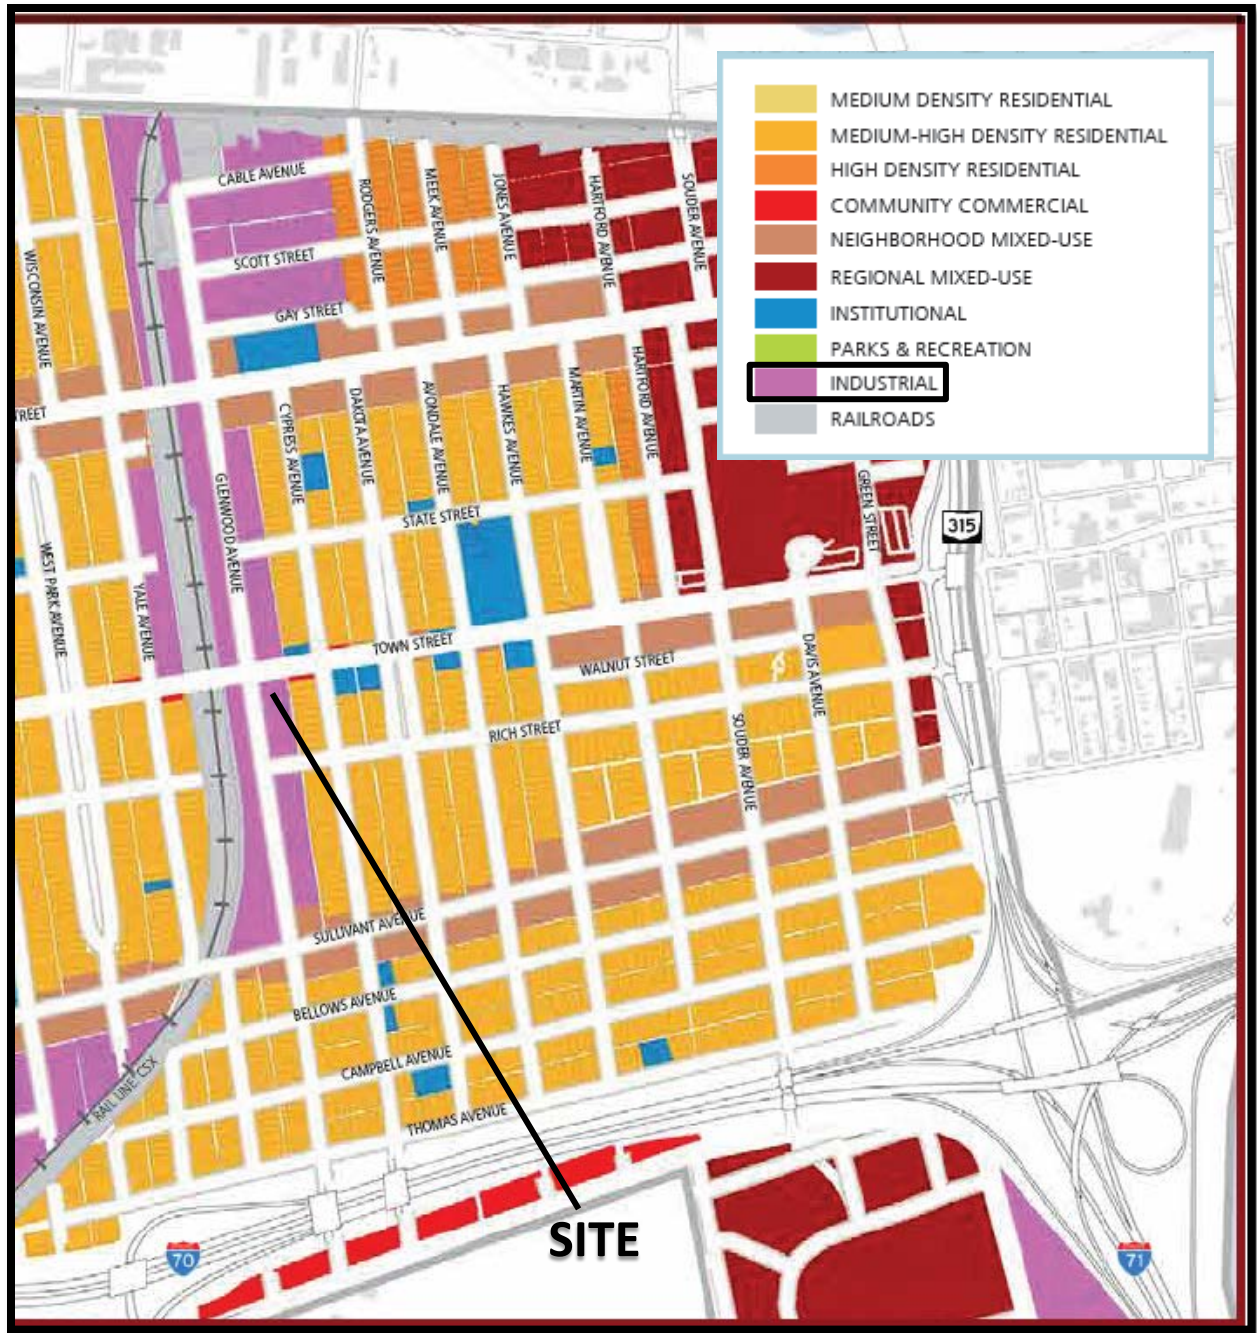 MEDIUM DENSITY RESIDENTIAL
MEDIUM-HIGH DENSITY RESIDENTIAL
HIGH DENSITY RESIDENTIAL
COMMUNITY COMMERCIAL
NEIGHBORHOOD MIXED-USE
REGIONAL MIXED-USE
INSTITUTIONAL
PARKS & RECREATION
INDUSTRIAL
RAILROADS
CABLE AVENUE
RODGERS AVENUE
MEEK AVENUE
JONES AVENUE
HARTFORD AVENUE
SOUDER AVENUE
WISCONSIN AVENUE
SCOTT STREET
GAY STREET
TREET
CYPRESS AVENUE
DAKOTA AVENUE
AVONDALE AVENUE
HAWKES AVENUE
MARTIN AVENUE
HARTFORD AVENUE
GLENWOOD AVENUE
STATE STREET
GREEN STREET
315
WEST PARK AVENUE
YALE AVENUE
TOWN STREET
WALNUT STREET
DAVIS AVENUE
RICH STREET
SOUDER AVENUE
SULLIVANT AVENUE
BELLOWS AVENUE
CAMPBELL AVENUE
RAIL LINE CSX
THOMAS AVENUE
SITE
70
71